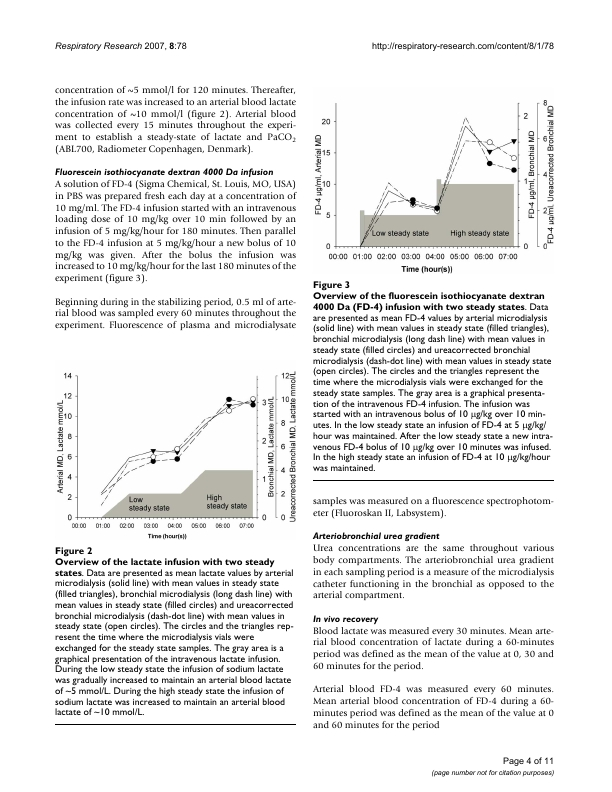 Respiratory Research 2007, 8:78
http://respiratory-research.com/content/8/1/78
concentration of ~5 mmol/l for 120 minutes. Thereafter,
the infusion rate was increased to an arterial blood lactate
concentration of ~10 mmol/l (figure 2). Arterial blood
was collected every 15 minutes throughout the experi-
ment to establish a steady-state of lactate and PaCO2
(ABL700, Radiometer Copenhagen, Denmark).
Fluorescein isothiocyanate dextran 4000 Da infusion
A solution of FD-4 (Sigma Chemical, St. Louis, MO, USA)
in PBS was prepared fresh each day at a concentration of
10 mg/ml. The FD-4 infusion started with an intravenous
loading dose of 10 mg/kg over 10 min followed by an
infusion of 5 mg/kg/hour for 180 minutes. Then parallel
to the FD-4 infusion at 5 mg/kg/hour a new bolus of 10
mg/kg was given. After the bolus the infusion was
increased to 10 mg/kg/hour for the last 180 minutes of the
experiment (figure 3).
Beginning during in the stabilizing period, 0.5 ml of arte-
rial blood was sampled every 60 minutes throughout the
experiment. Fluorescence of plasma and microdialysate
Arterial MD, Lactate mmol/L
14
12
10
8
6
4
2
0
00:00 01:00 02:00 03:00 04:00 05:00 06:00 07:00
Time (hour(s))
Low
steady state
High
steady state
3
2
1
0
Bronchial MD, Lactate mmol/L
12
10
8
6
4
2
0
Ureacorrected Bronchial MD, Lactate mmol/L
Figure 2
Overview of the lactate infusion with two steady
states. Data are presented as mean lactate values by arterial
microdialysis (solid line) with mean values in steady state
(filled triangles), bronchial microdialysis (long dash line) with
mean values in steady state (filled circles) and ureacorrected
bronchial microdialysis (dash-dot line) with mean values in
steady state (open circles). The circles and the triangles rep-
resent the time where the microdialysis vials were
exchanged for the steady state samples. The gray area is a
graphical presentation of the intravenous lactate infusion.
During the low steady state the infusion of sodium lactate
was gradually increased to maintain an arterial blood lactate
of ~5 mmol/L. During the high steady state the infusion of
sodium lactate was increased to maintain an arterial blood
lactate of ~10 mmol/L.
FD-4 µg/ml, Arterial MD
20
15
10
5
0
00:00 01:00 02:00 03:00 04:00 05:00 06:00 07:00
Time (hour(s))
Low steady state
High steady state
2
1
0
FD-4 µg/ml, Bronchial MD
8
6
4
2
0
FD-4 µg/ml, Ureacorrected Bronchial MD
Figure 3
Overview of the fluorescein isothiocyanate dextran
4000 Da (FD-4) infusion with two steady states. Data
are presented as mean FD-4 values by arterial microdialysis
(solid line) with mean values in steady state (filled triangles),
bronchial microdialysis (long dash line) with mean values in
steady state (filled circles) and ureacorrected bronchial
microdialysis (dash-dot line) with mean values in steady state
(open circles). The circles and the triangles represent the
time where the microdialysis vials were exchanged for the
steady state samples. The gray area is a graphical presenta-
tion of the intravenous FD-4 infusion. The infusion was
started with an intravenous bolus of 10 µg/kg over 10 min-
utes. In the low steady state an infusion of FD-4 at 5 µg/kg/
hour was maintained. After the low steady state a new intra-
venous FD-4 bolus of 10 µg/kg over 10 minutes was infused.
In the high steady state an infusion of FD-4 at 10 µg/kg/hour
was maintained.
samples was measured on a fluorescence spectrophotom-
eter (Fluoroskan II, Labsystem).
Arteriobronchial urea gradient
Urea concentrations are the same throughout various
body compartments. The arteriobronchial urea gradient
in each sampling period is a measure of the microdialysis
catheter functioning in the bronchial as opposed to the
arterial compartment.
In vivo recovery
Blood lactate was measured every 30 minutes. Mean arte-
rial blood concentration of lactate during a 60-minutes
period was defined as the mean of the value at 0, 30 and
60 minutes for the period.
Arterial blood FD-4 was measured every 60 minutes.
Mean arterial blood concentration of FD-4 during a 60-
minutes period was defined as the mean of the value at 0
and 60 minutes for the period
Page 4 of 11
(page number not for citation purposes)